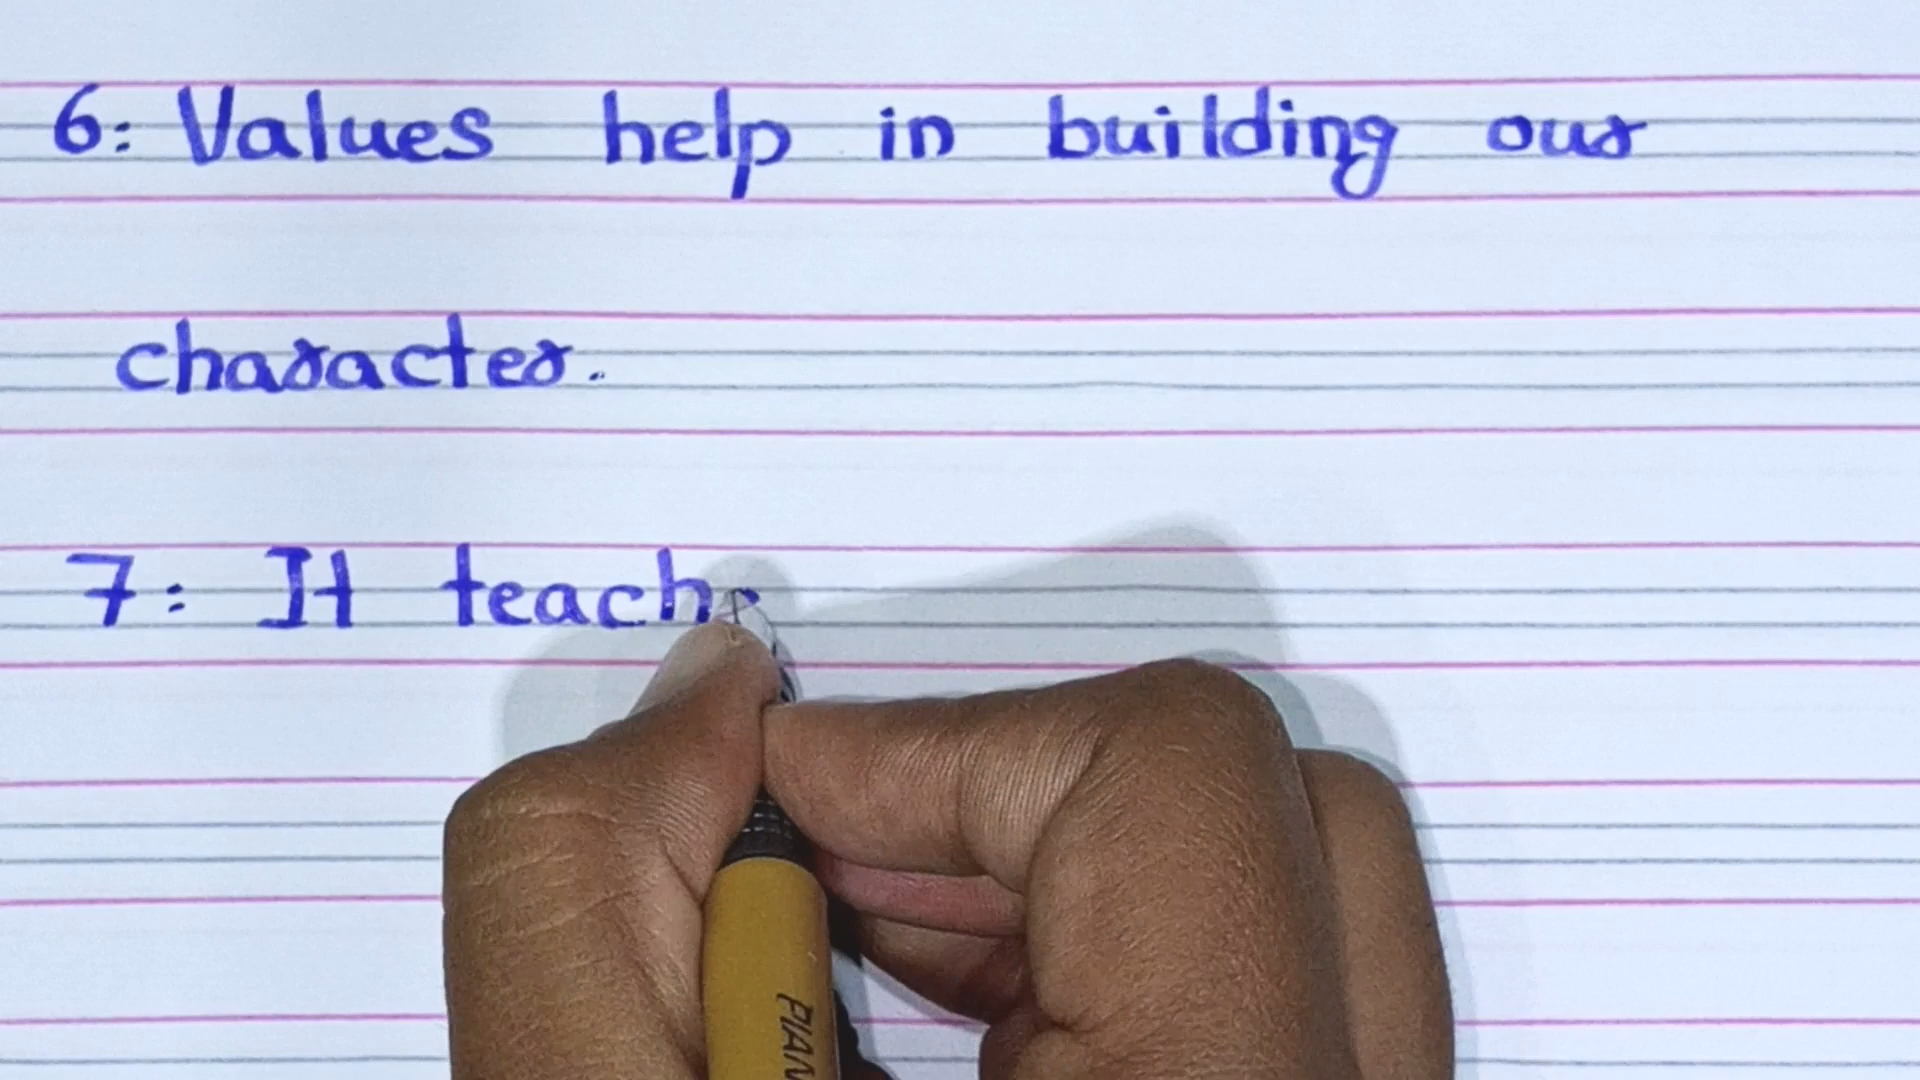 6: Values help in building our
character.
7: It teach
PIAN